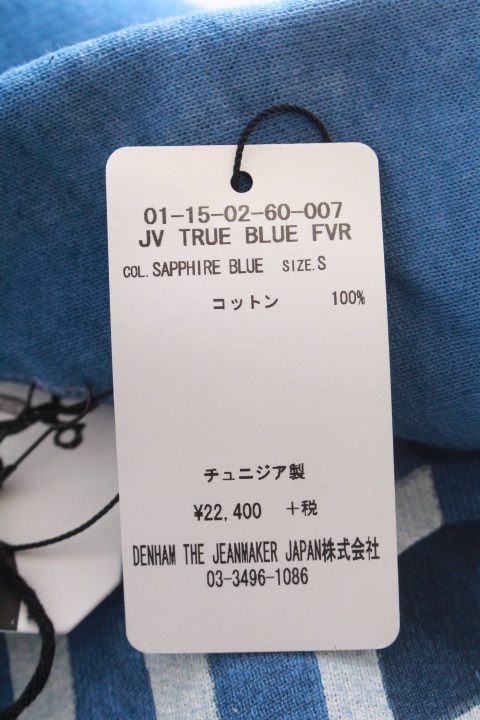 01-15-02-60-007
JV TRUE BLUE FVR
COL. SAPPHIRE BLUE SIZE. S
コットン 100%
チュニジア製
¥22,400 +税
DENHAM THE JEANMAKER JAPAN株式会社
03-3496-1086